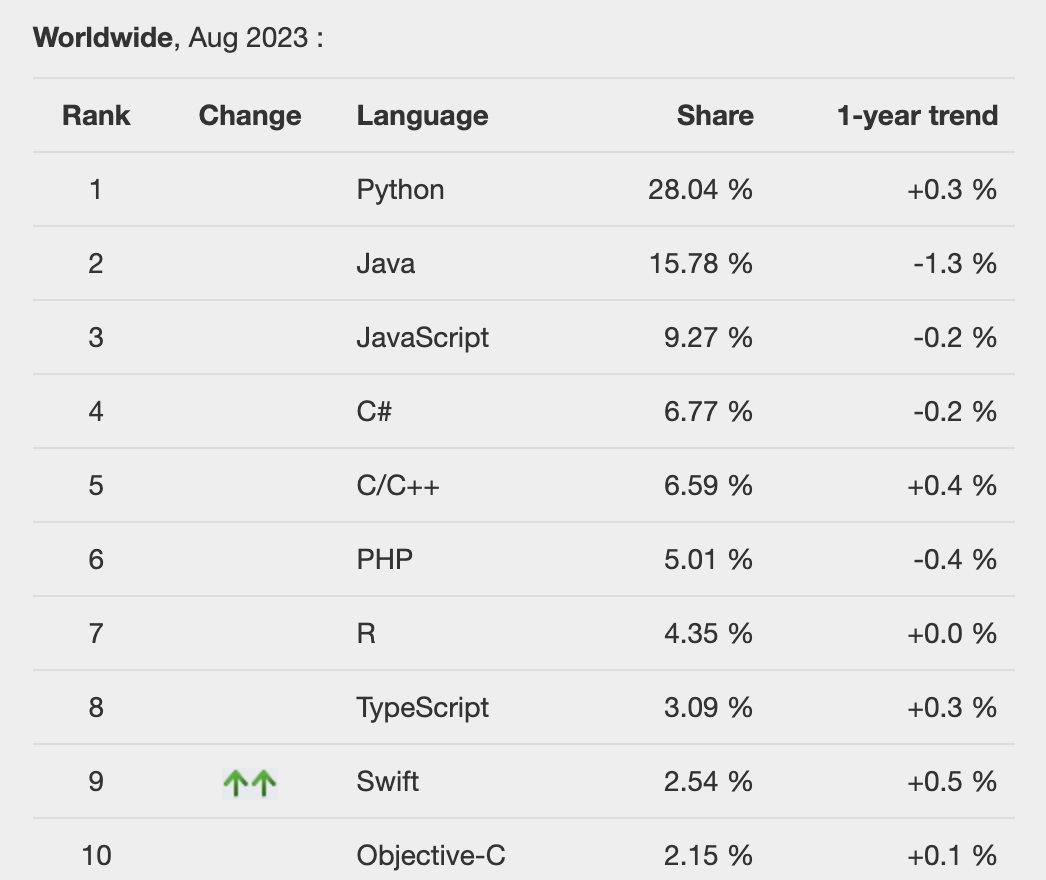 Worldwide, Aug 2023 :
Rank Change Language Share 1-year trend
1 Python 28.04 % +0.3 %
2 Java 15.78 % -1.3 %
3 JavaScript 9.27 % -0.2 %
4 C# 6.77 % -0.2 %
5 C/C++ 6.59 % +0.4 %
6 PHP 5.01 % -0.4 %
7 R 4.35 % +0.0 %
8 TypeScript 3.09 % +0.3 %
9 ↑↑ Swift 2.54 % +0.5 %
10 Objective-C 2.15 % +0.1 %